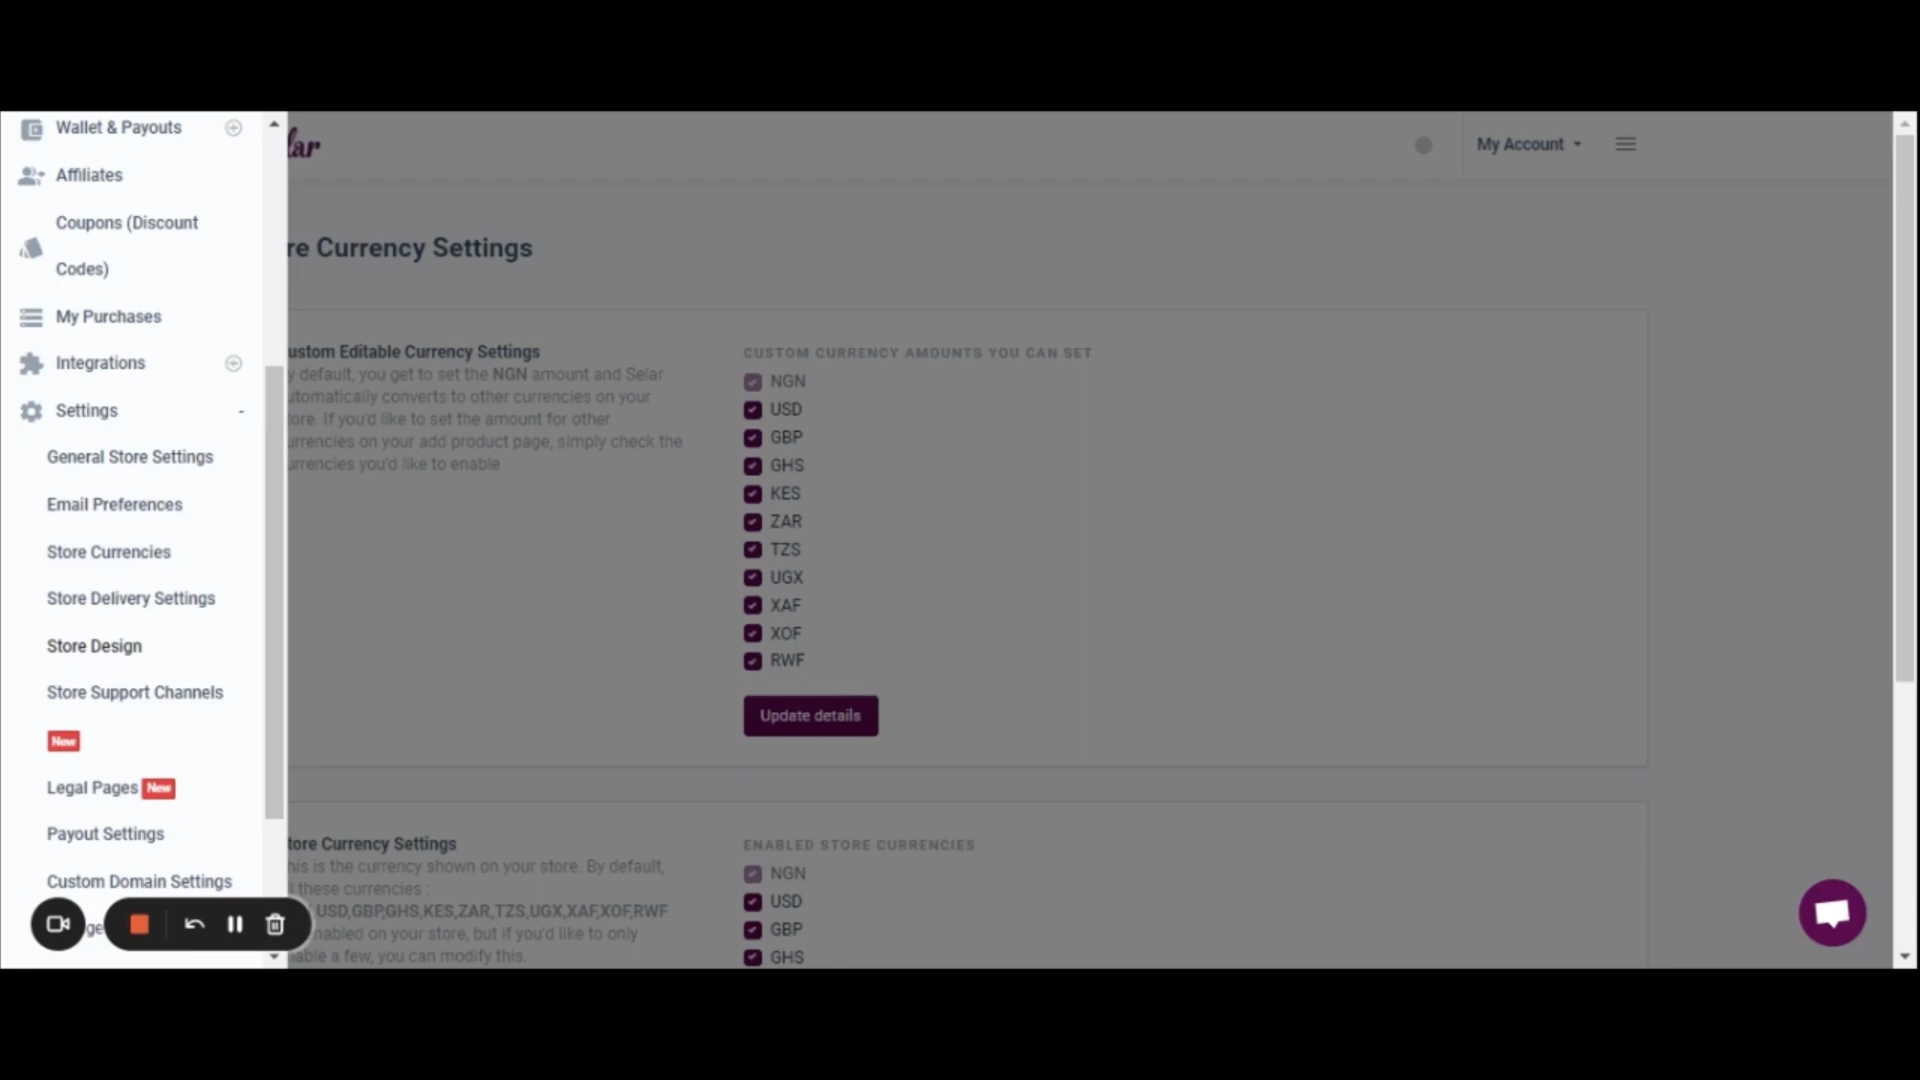 Wallet & Payouts
Affiliates
Coupons (Discount
Codes)
My Purchases
Integrations
Settings -
General Store Settings
Email Preferences
Store Currencies
Store Delivery Settings
Store Design
Store Support Channels
New
Legal Pages New
Payout Settings
Custom Domain Settings
ge
lar
My Account
re Currency Settings
ustom Editable Currency Settings
y default, you get to set the NGN amount and Selar
utomatically converts to other currencies on your
tore. If you'd like to set the amount for other
urrencies on your add product page, simply check the
urrencies you'd like to enable
CUSTOM CURRENCY AMOUNTS YOU CAN SET
NGN
USD
GBP
GHS
KES
ZAR
TZS
UGX
XAF
XOF
RWF
Update details
tore Currency Settings
his is the currency shown on your store. By default,
l these currencies :
USD,GBP,GHS,KES,ZAR,TZS,UGX,XAF,XOF,RWF
nabled on your store, but if you'd like to only
nable a few, you can modify this.
ENABLED STORE CURRENCIES
NGN
USD
GBP
GHS